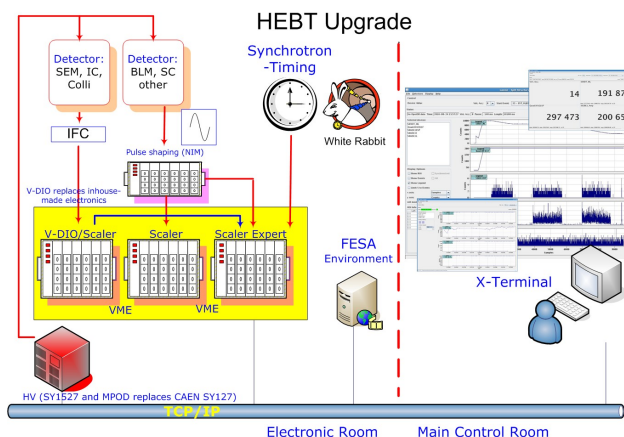 HEBT Upgrade
Detector:
SEM, IC,
Colli
Detector:
BLM, SC
other
Synchrotron
-Timing
IFC
White Rabbit
Pulse shaping (NIM)
V-DIO replaces inhouse-
made electronics
V-DIO/Scaler
Scaler
Scaler Expert
VME
VME
FESA
Environment
14
191 87
297 473
200 65
X-Terminal
HV (SY1527 and MPOD replaces CAEN SY127)
TCP/IP
Electronic Room
Main Control Room